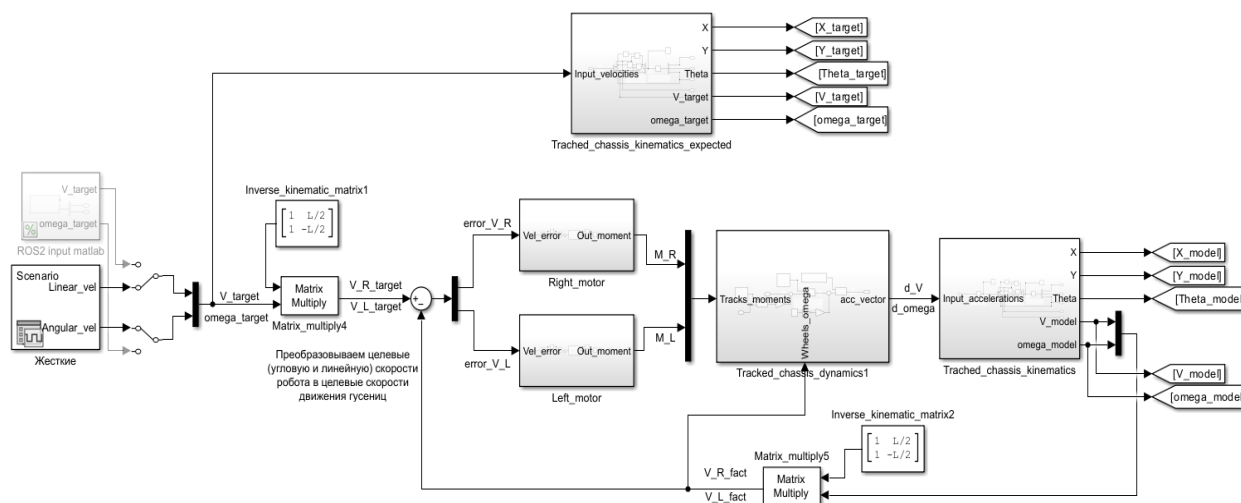 X
[X_target]
Y
[Y_target]
Input_velocities
Theta
[Theta_target]
V_target
[V_target]
omega_target
[omega_target]
Trached_chassis_kinematics_expected
V_target
omega_target
ROS2 input matlab
Scenario
Linear_vel
Angular_vel
Жесткие
V_target
omega_target
Inverse_kinematic_matrix1
1 L/2
1 -L/2
Matrix
Multiply
Matrix_multiply4
V_R_target
V_L_target
Преобразовываем целевые
(угловую и линейную) скорости
робота в целевые скорости
движения гусениц
error_V_R
Vel_error
Out_moment
Right_motor
M_R
error_V_L
Vel_error
Out_moment
Left_motor
M_L
Tracks_moments
Wheels_omega
acc_vector
Tracked_chassis_dynamics1
d_V
d_omega
Input_accelerations
X
[X_model]
Y
[Y_model]
Theta
[Theta_model]
V_model
omega_model
Trached_chassis_kinematics
[V_model]
[omega_model]
Inverse_kinematic_matrix2
1 L/2
1 -L/2
Matrix_multiply5
Matrix
Multiply
V_R_fact
V_L_fact